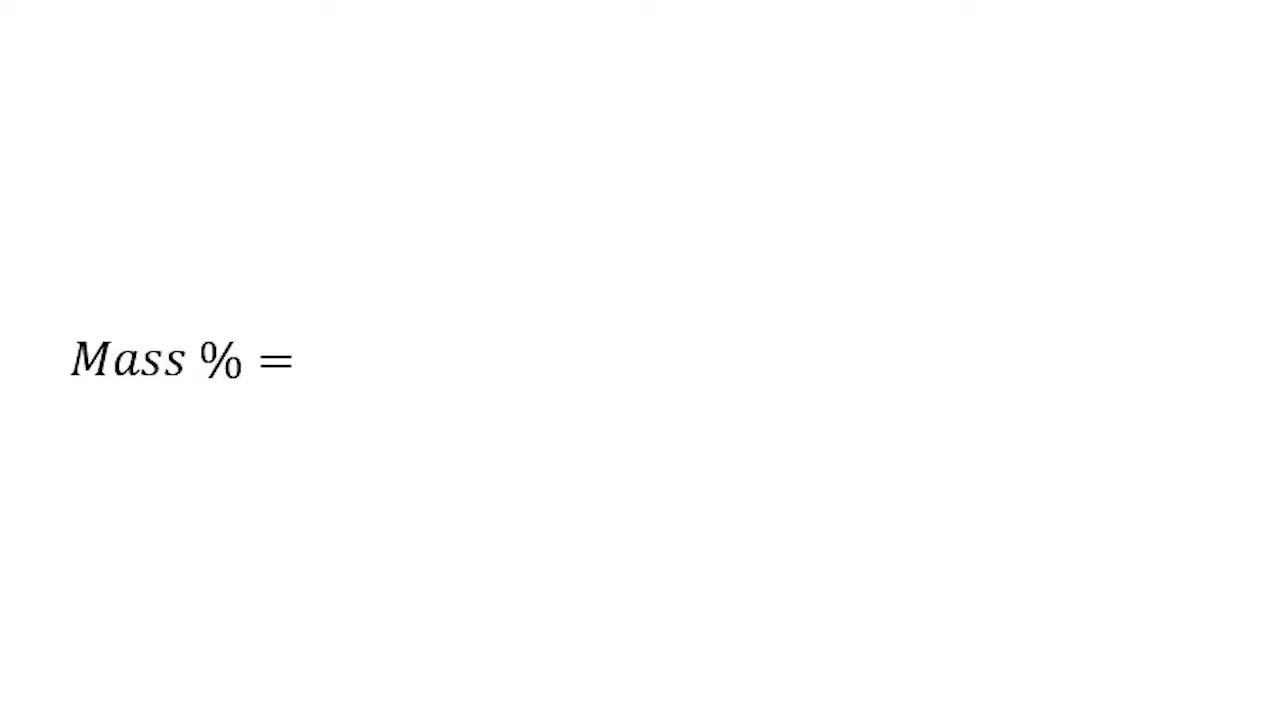 Mass % =